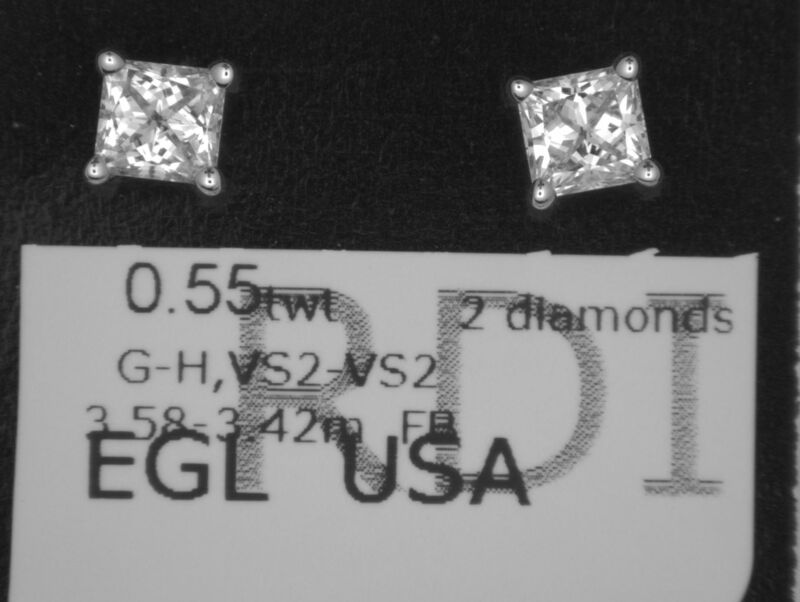 0.55twt 2 diamonds
G-H,VS2-VS2
3.58-3.42m FB
EGL USA
RDI